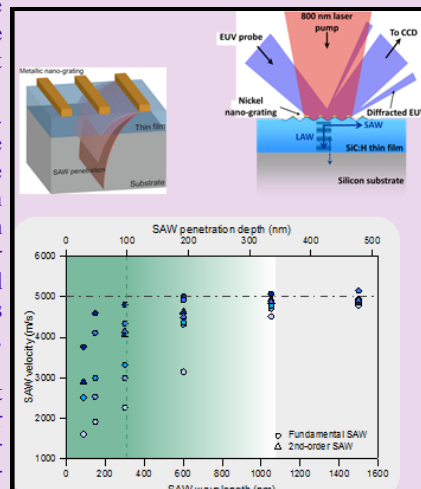 Metallic nano-grating
Thin film
SAW penetration
Substrate
800 nm laser
pump
EUV probe
To
CCD
Nickel
nano-grating
Diffracted EUV
SAW
LAW
SiC:H thin film
Silicon substrate
SAW penetration depth (nm)
0 100 200 300 400 500
SAW velocity (m/s)
6000
5000
4000
3000
2000
1000
Fundamental SAW
2nd-order SAW
0 200 400 600 800 1000 1200 1400 1600
SAW wavelength (nm)